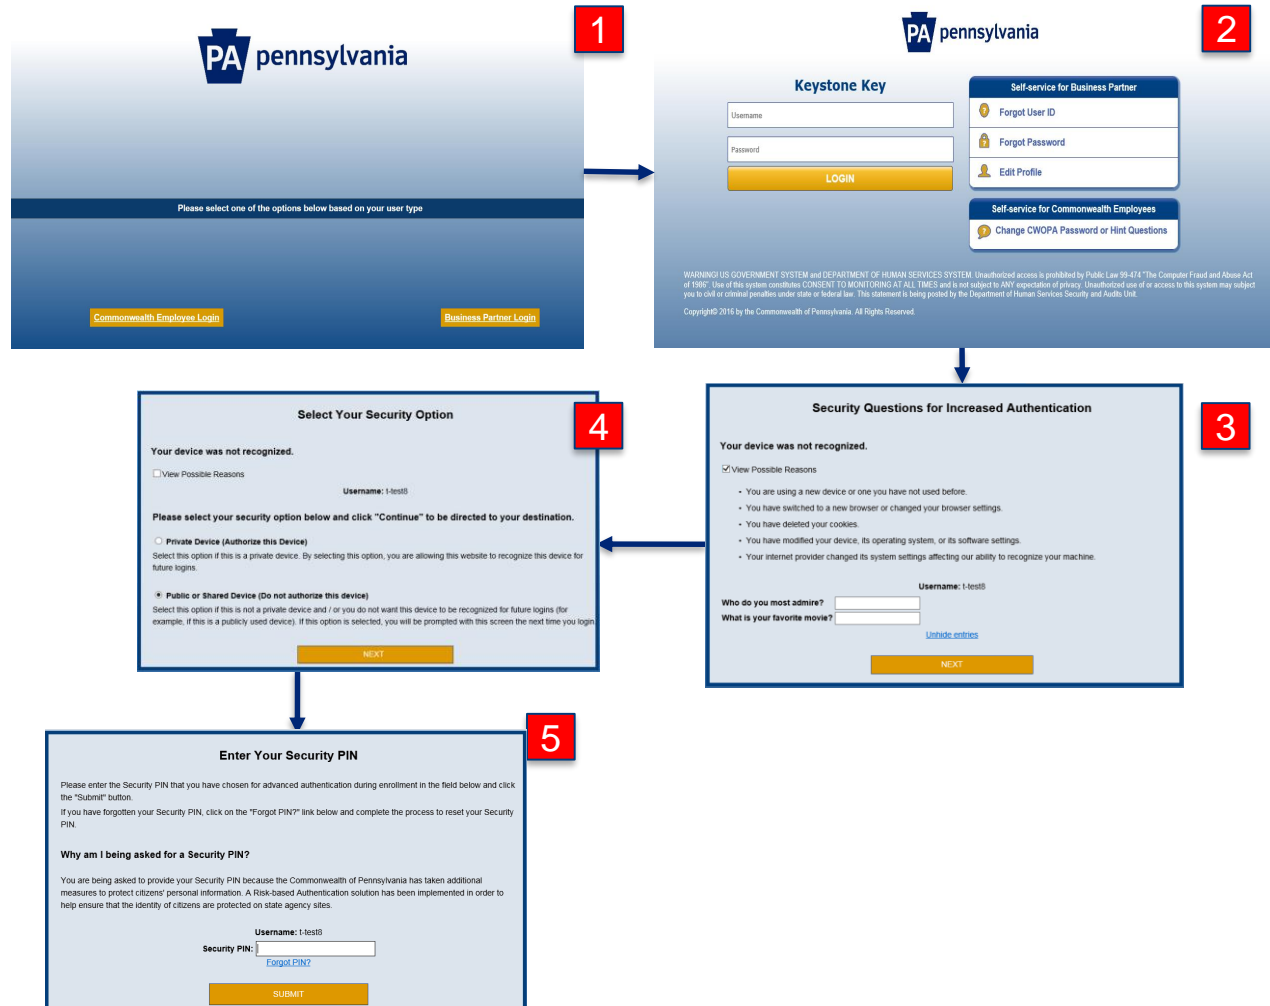 1
PA pennsylvania
Please select one of the options below based on your user type
Commonwealth Employee Login
Business Partner Login
2
PA pennsylvania
Keystone Key
Username
Password
LOGIN
Self-service for Business Partner
Forgot User ID
Forgot Password
Edit Profile
Self-service for Commonwealth Employees
Change CWOPA Password or Hint Questions
WARNING! US GOVERNMENT SYSTEM and DEPARTMENT OF HUMAN SERVICES SYSTEM. Unauthorized access is prohibited by Public Law 99-474 "The Computer Fraud and Abuse Act
of 1986". Use of this system constitutes CONSENT TO MONITORING AT ALL TIMES and is not subject to ANY expectation of privacy. Unauthorized use of or access to this system may subject
you to civil or criminal penalties under state or federal law. This statement is being posted by the Department of Human Services Security and Audits Unit.
Copyright© 2016 by the Commonwealth of Pennsylvania. All Rights Reserved.
3
Security Questions for Increased Authentication
Your device was not recognized.
View Possible Reasons
• You are using a new device or one you have not used before.
• You have switched to a new browser or changed your browser settings.
• You have deleted your cookies.
• You have modified your device, its operating system, or its software settings.
• Your internet provider changed its system settings affecting our ability to recognize your machine.
Username: t-test8
Who do you most admire?
What is your favorite movie?
Unhide entries
NEXT
4
Select Your Security Option
Your device was not recognized.
View Possible Reasons
Username: t-test8
Please select your security option below and click "Continue" to be directed to your destination.
Private Device (Authorize this Device)
Select this option if this is a private device. By selecting this option, you are allowing this website to recognize this device for
future logins.
Public or Shared Device (Do not authorize this device)
Select this option if this is not a private device and / or you do not want this device to be recognized for future logins (for
example, if this is a publicly used device). If this option is selected, you will be prompted with this screen the next time you login.
NEXT
5
Enter Your Security PIN
Please enter the Security PIN that you have chosen for advanced authentication during enrollment in the field below and click
the "Submit" button.
If you have forgotten your Security PIN, click on the "Forgot PIN?" link below and complete the process to reset your Security
PIN.
Why am I being asked for a Security PIN?
You are being asked to provide your Security PIN because the Commonwealth of Pennsylvania has taken additional
measures to protect citizens' personal information. A Risk-based Authentication solution has been implemented in order to
help ensure that the identity of citizens are protected on state agency sites.
Username: t-test8
Security PIN:
Forgot PIN?
SUBMIT